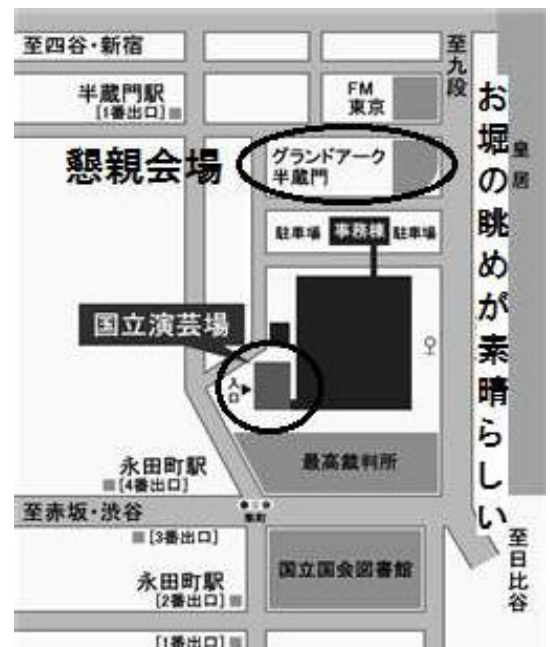 至四谷・新宿
至九段
半蔵門駅
[1番出口]
FM
東京
お堀の眺めが素晴らしい
皇居
懇親会場
グランドアーク
半蔵門
駐車場
事務棟
駐車場
国立演芸場
入口
永田町駅
[4番出口]
最高裁判所
至赤坂・渋谷
[3番出口]
至日比谷
永田町駅
[2番出口]
国立国会図書館
[1番出口]